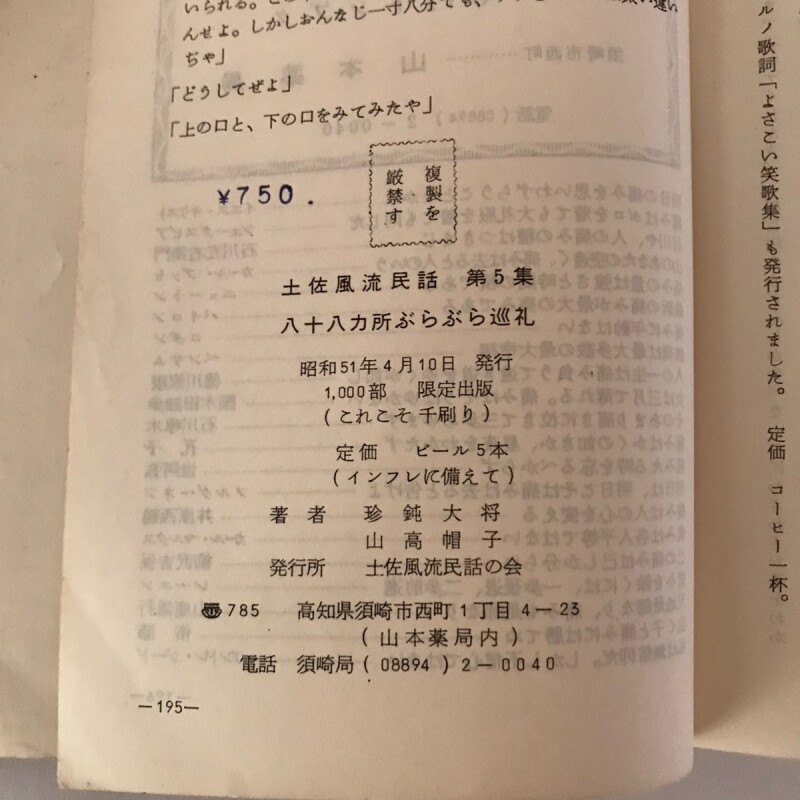 んせよ。しかしおんなじ一寸八分でも、
ぢゃ」
「どうしてぜよ」
「上の口と、下の口をみてみたや」
複製を
厳禁す
¥750.
土佐風流民話 第5集
八十八カ所ぶらぶら巡礼
昭和51年4月10日 発行
1,000部 限定出版
(これこそ千刷り)
定価 ビール5本
(インフレに備えて)
著者 珍鈍大将
山高帽子
発行所 土佐風流民話の会
〠785 高知県須崎市西町1丁目4-23
(山本薬局内)
電話 須崎局(08894)2-0040
—195—
ルノ歌詞「よさこい笑歌集」も発行されました。 定価 コーヒー一杯。